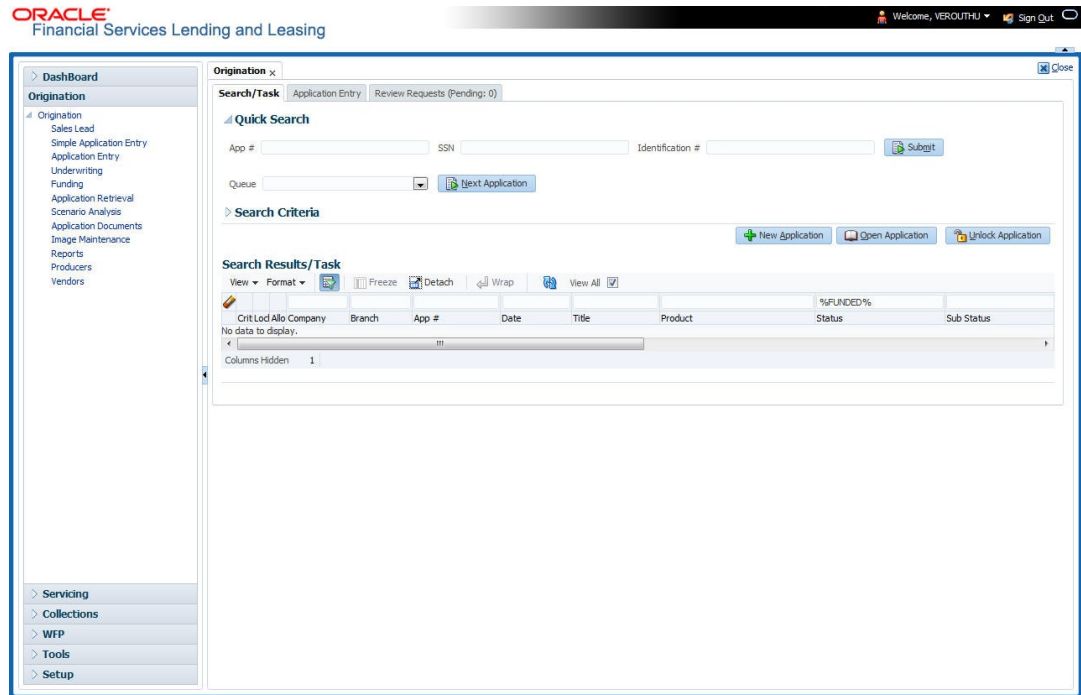 ORACLE'
Financial Services Lending and Leasing
Welcome, VEROUTHU
Sign Out
Close
DashBoard
Origination
Origination
Sales Lead
Simple Application Entry
Application Entry
Underwriting
Funding
Application Retrieval
Scenario Analysis
Application Documents
Image Maintenance
Reports
Producers
Vendors
Servicing
Collections
WFP
Tools
Setup
Origination x
Search/Task Application Entry Review Requests (Pending: 0)
Quick Search
App # SSN Identification # Submit
Queue Next Application
Search Criteria
New Application Open Application Unlock Application
Search Results/Task
View Format Freeze Detach Wrap View All
%FUNDED%
Crit Locl Allo Company Branch App # Date Title Product Status Sub Status
No data to display.
Columns Hidden 1